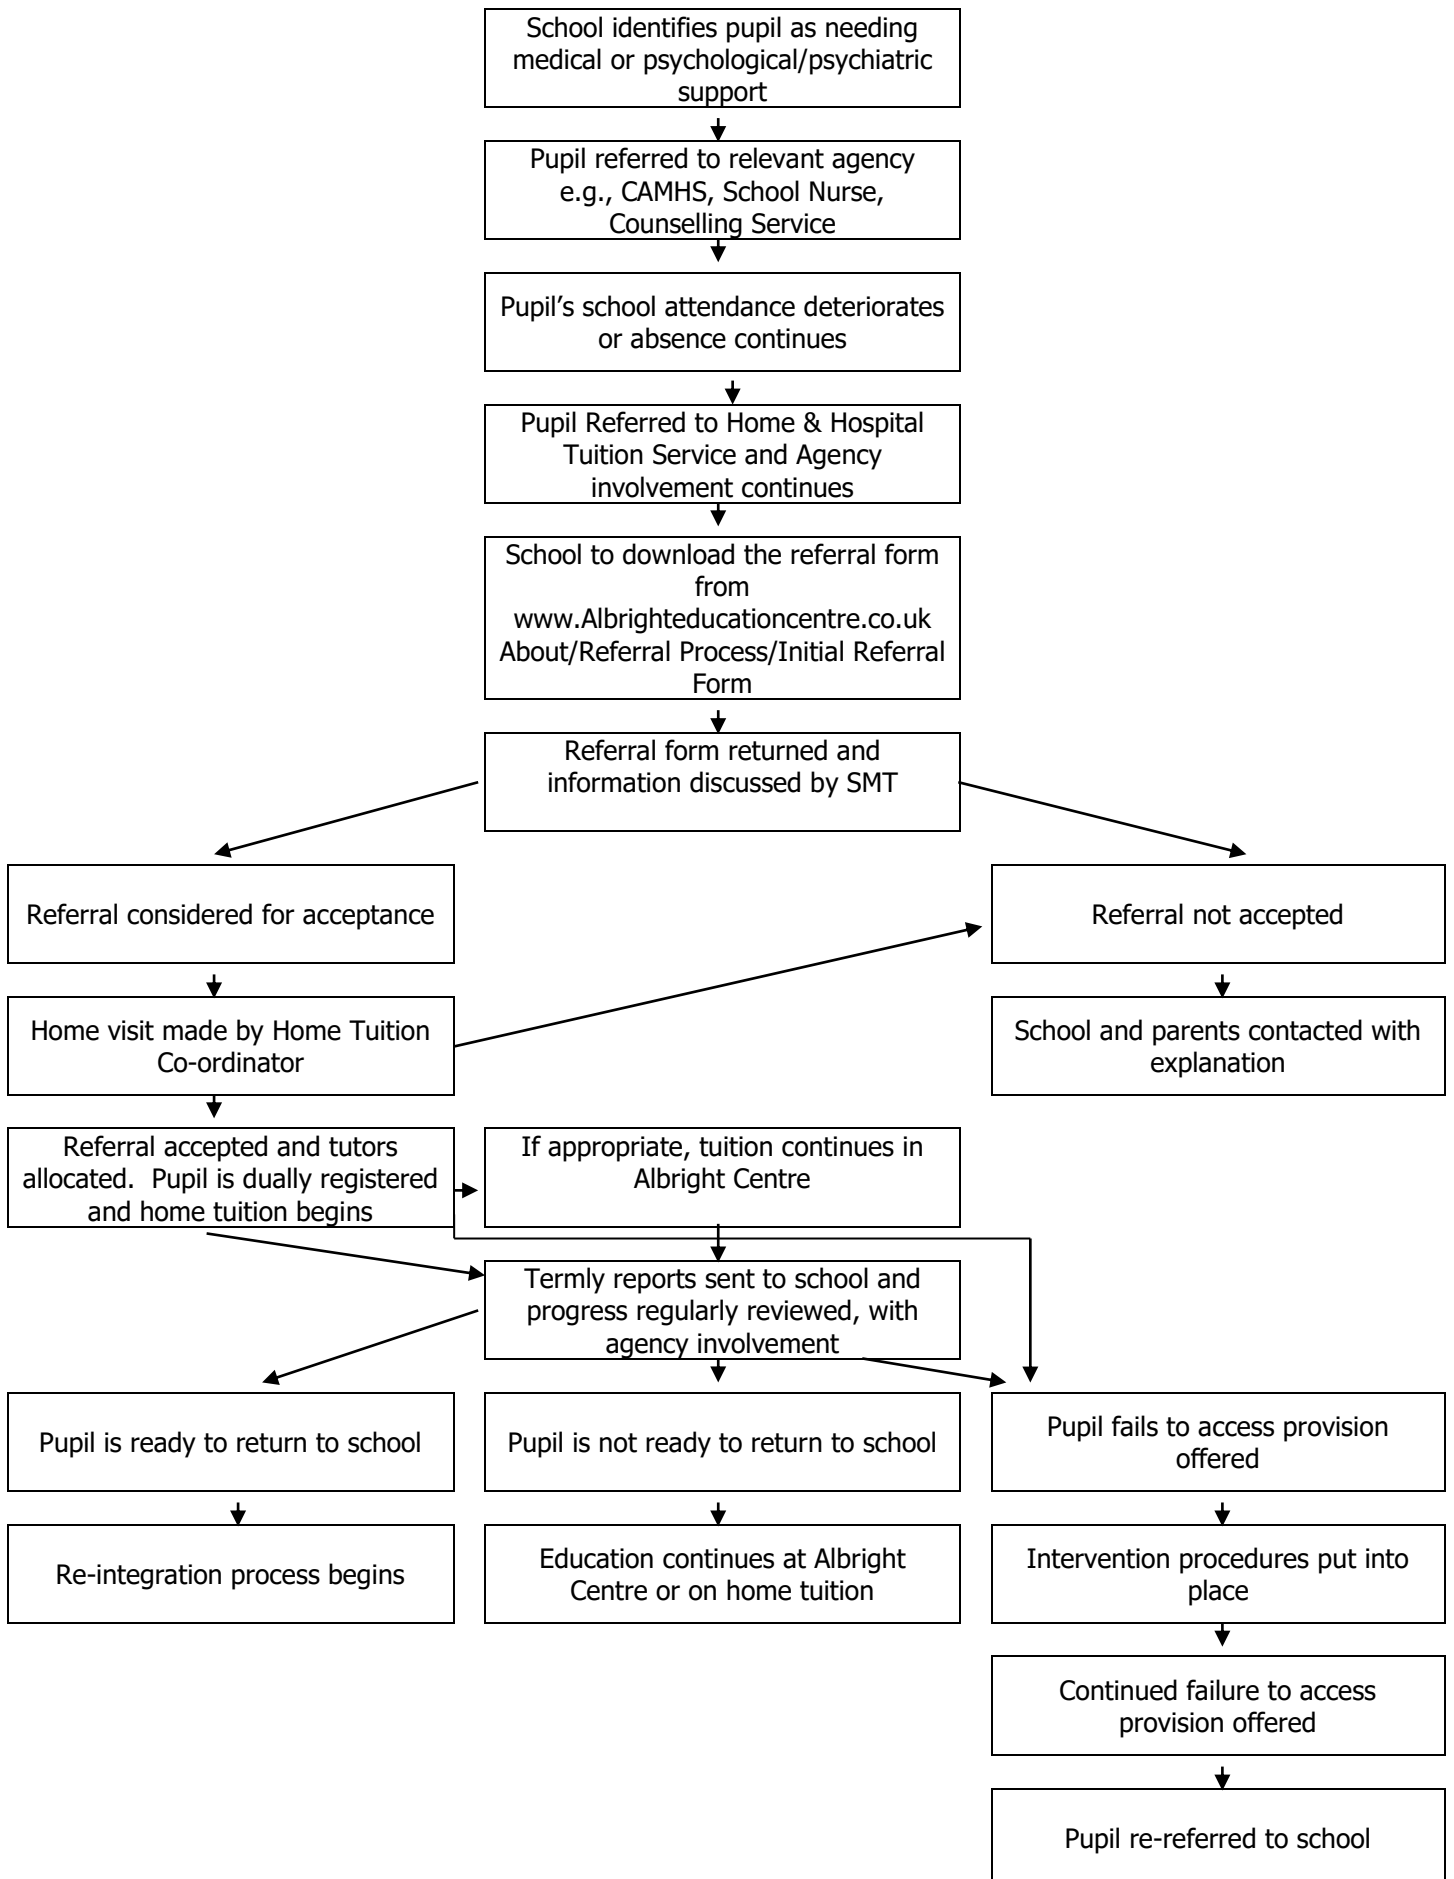 School identifies pupil as needing
medical or psychological/psychiatric
support
Pupil referred to relevant agency
e.g., CAMHS, School Nurse,
Counselling Service
Pupil’s school attendance deteriorates
or absence continues
Pupil Referred to Home & Hospital
Tuition Service and Agency
involvement continues
School to download the referral form
from
www.Albrighteducationcentre.co.uk
About/Referral Process/Initial Referral
Form
Referral form returned and
information discussed by SMT
Referral considered for acceptance
Referral not accepted
Home visit made by Home Tuition
Co-ordinator
School and parents contacted with
explanation
Referral accepted and tutors
allocated.  Pupil is dually registered
and home tuition begins
If appropriate, tuition continues in
Albright Centre
Termly reports sent to school and
progress regularly reviewed, with
agency involvement
Pupil is ready to return to school
Pupil is not ready to return to school
Pupil fails to access provision
offered
Re-integration process begins
Education continues at Albright
Centre or on home tuition
Intervention procedures put into
place
Continued failure to access
provision offered
Pupil re-referred to school